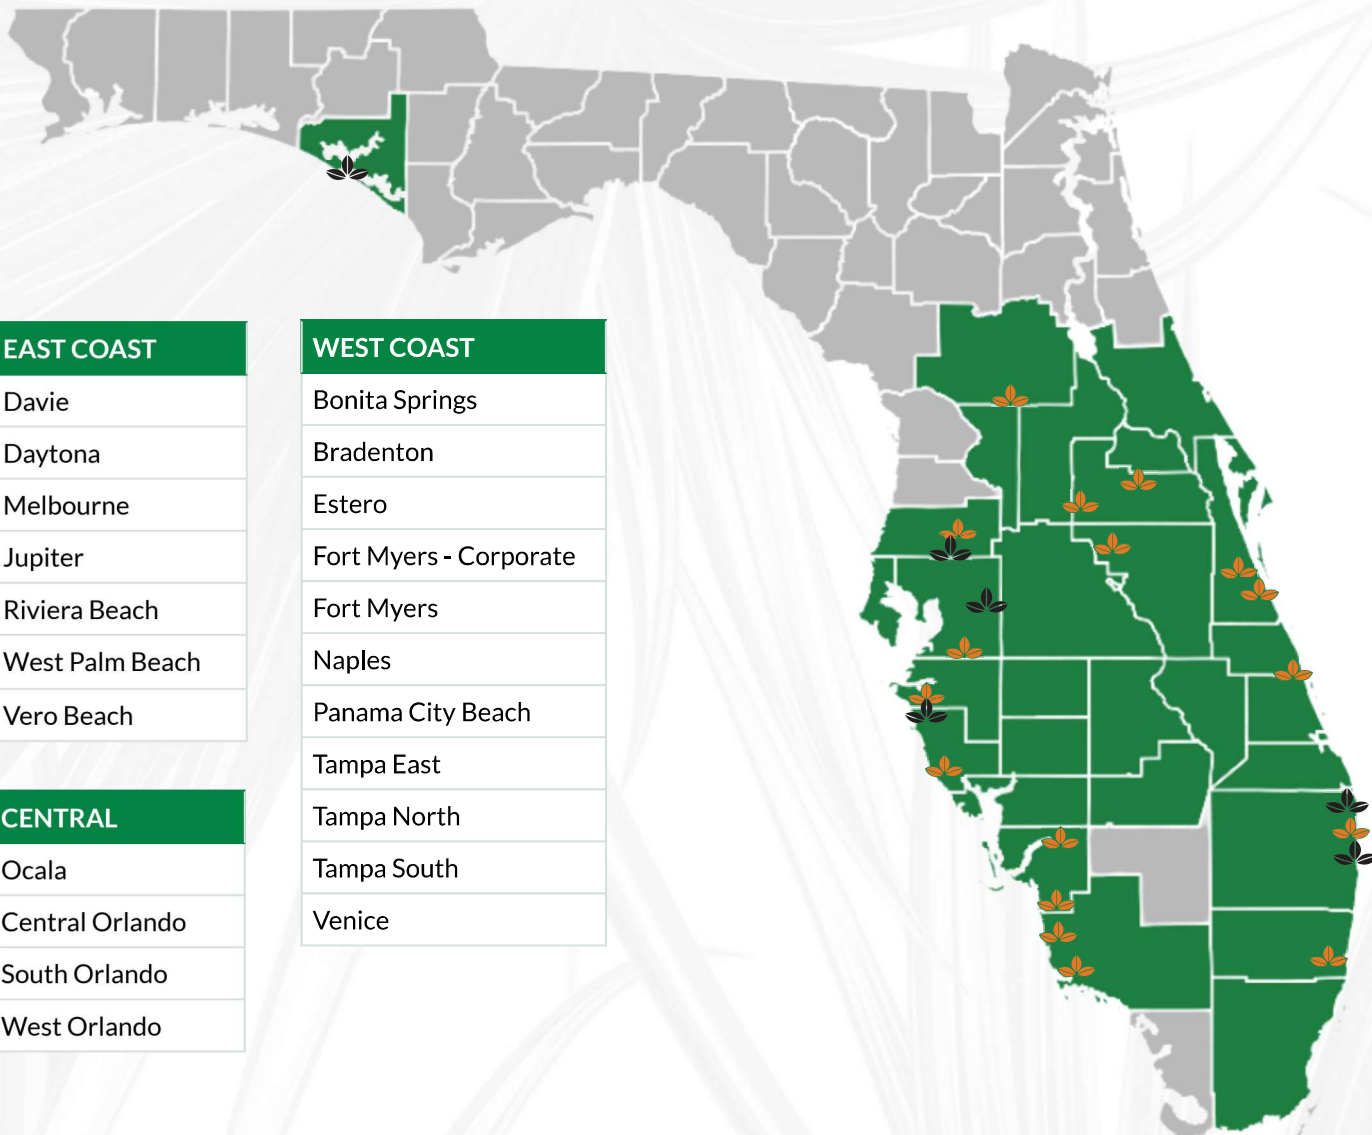 EAST COAST
Davie
Daytona
Melbourne
Jupiter
Riviera Beach
West Palm Beach
Vero Beach
CENTRAL
Ocala
Central Orlando
South Orlando
West Orlando
WEST COAST
Bonita Springs
Bradenton
Estero
Fort Myers - Corporate
Fort Myers
Naples
Panama City Beach
Tampa East
Tampa North
Tampa South
Venice